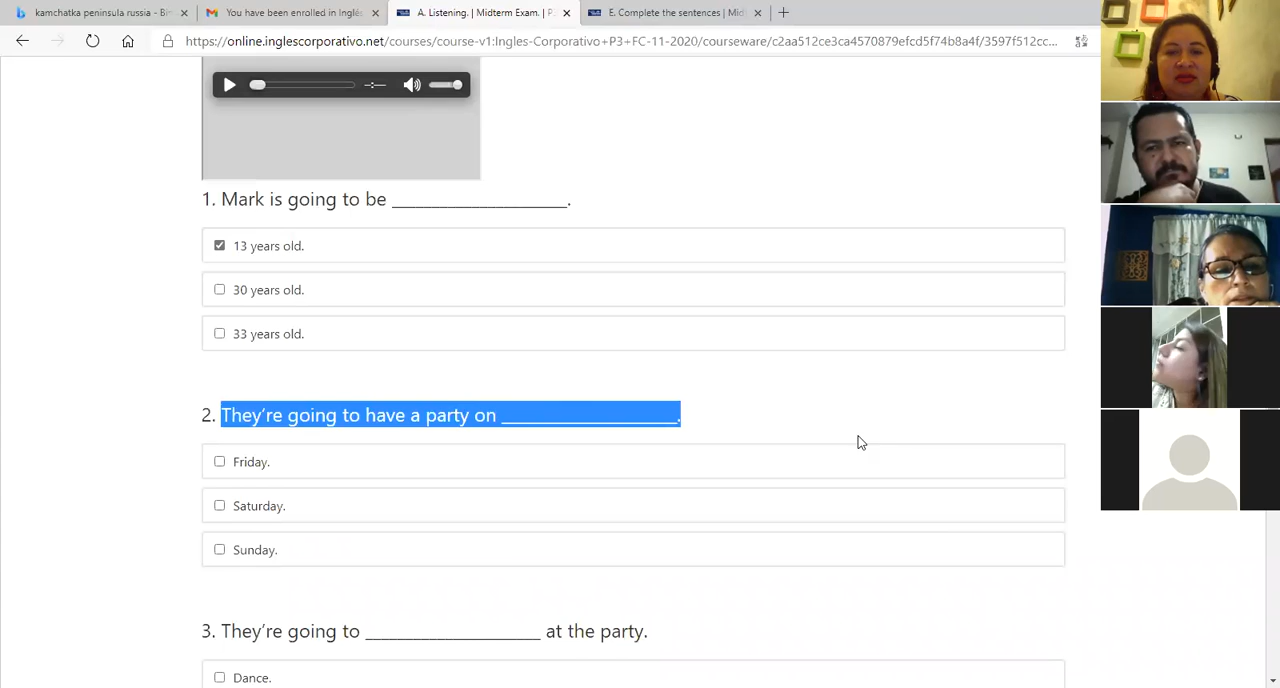 kamchatka peninsula russia - Bi
You have been enrolled in Inglé
A. Listening. | Midterm Exam. | P
E. Complete the sentences | Mid
https://online.inglescorporativo.net/courses/course-v1:Ingles-Corporativo+P3+FC-11-2020/courseware/c2aa512ce3ca4570879efcd5f74b8a4f/3597f512cc...
1. Mark is going to be ____________________.
13 years old.
30 years old.
33 years old.
2. They're going to have a party on ____________________.
Friday.
Saturday.
Sunday.
3. They're going to ____________________ at the party.
Dance.